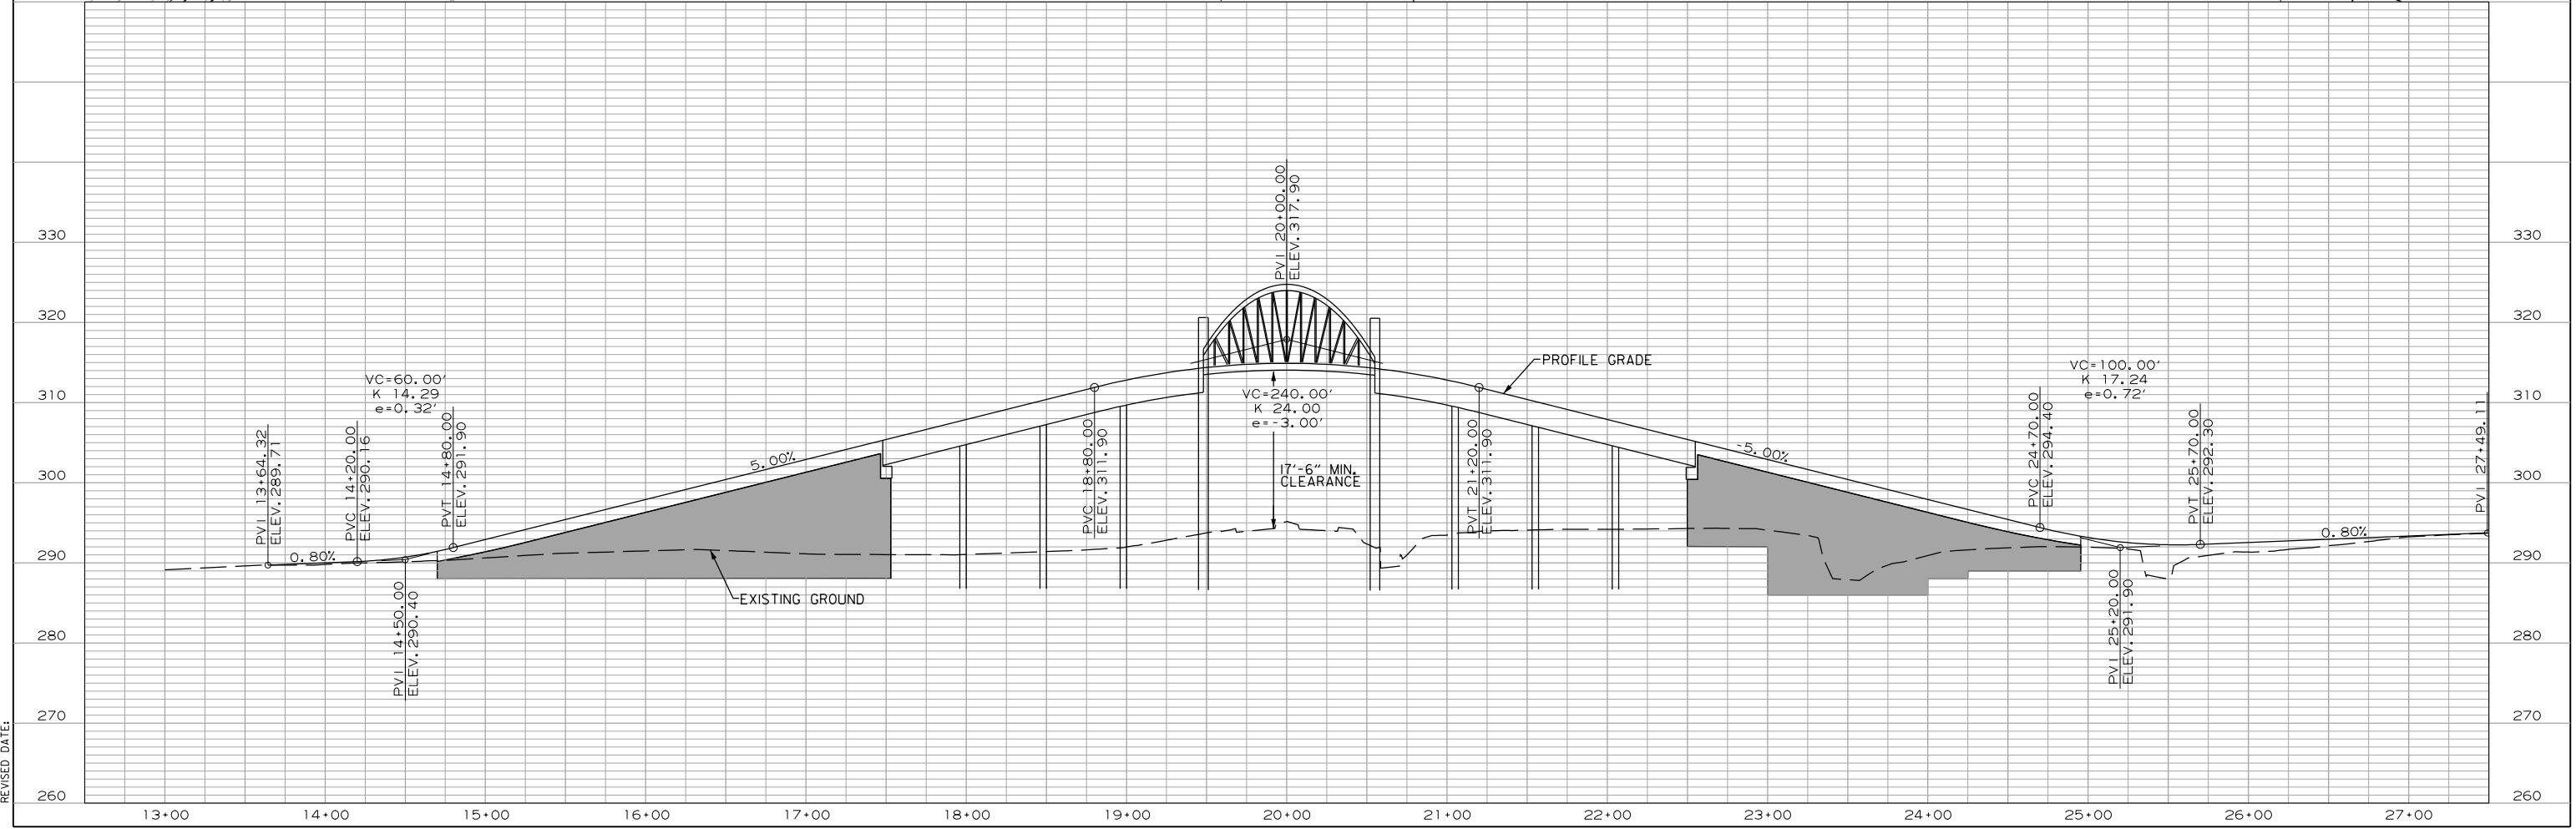 PVI 20+00.00
ELEV. 317.90
330
330
320
320
PROFILE GRADE
VC=60.00'
K 14.29
e=0.32'
VC=100.00'
K 17.24
e=0.72'
310
310
VC=240.00'
K 24.00
e=-3.00'
PVI 13+64.32
ELEV. 289.71
PVC 14+20.00
ELEV. 290.16
PVT 14+80.00
ELEV. 291.90
5.00%
PVC 18+80.00
ELEV. 311.90
17'-6" MIN.
CLEARANCE
PVT 21+20.00
ELEV. 311.90
-5.00%
PVC 24+70.00
ELEV. 294.40
PVT 25+70.00
ELEV. 292.30
PVI 27+49.11
300
300
0.80%
0.80%
290
290
EXISTING GROUND
PVI 14+50.00
ELEV. 290.40
PVI 25+20.00
ELEV. 291.90
280
280
270
270
REVISED DATE:
260
260
13+00 14+00 15+00 16+00 17+00 18+00 19+00 20+00 21+00 22+00 23+00 24+00 25+00 26+00 27+00